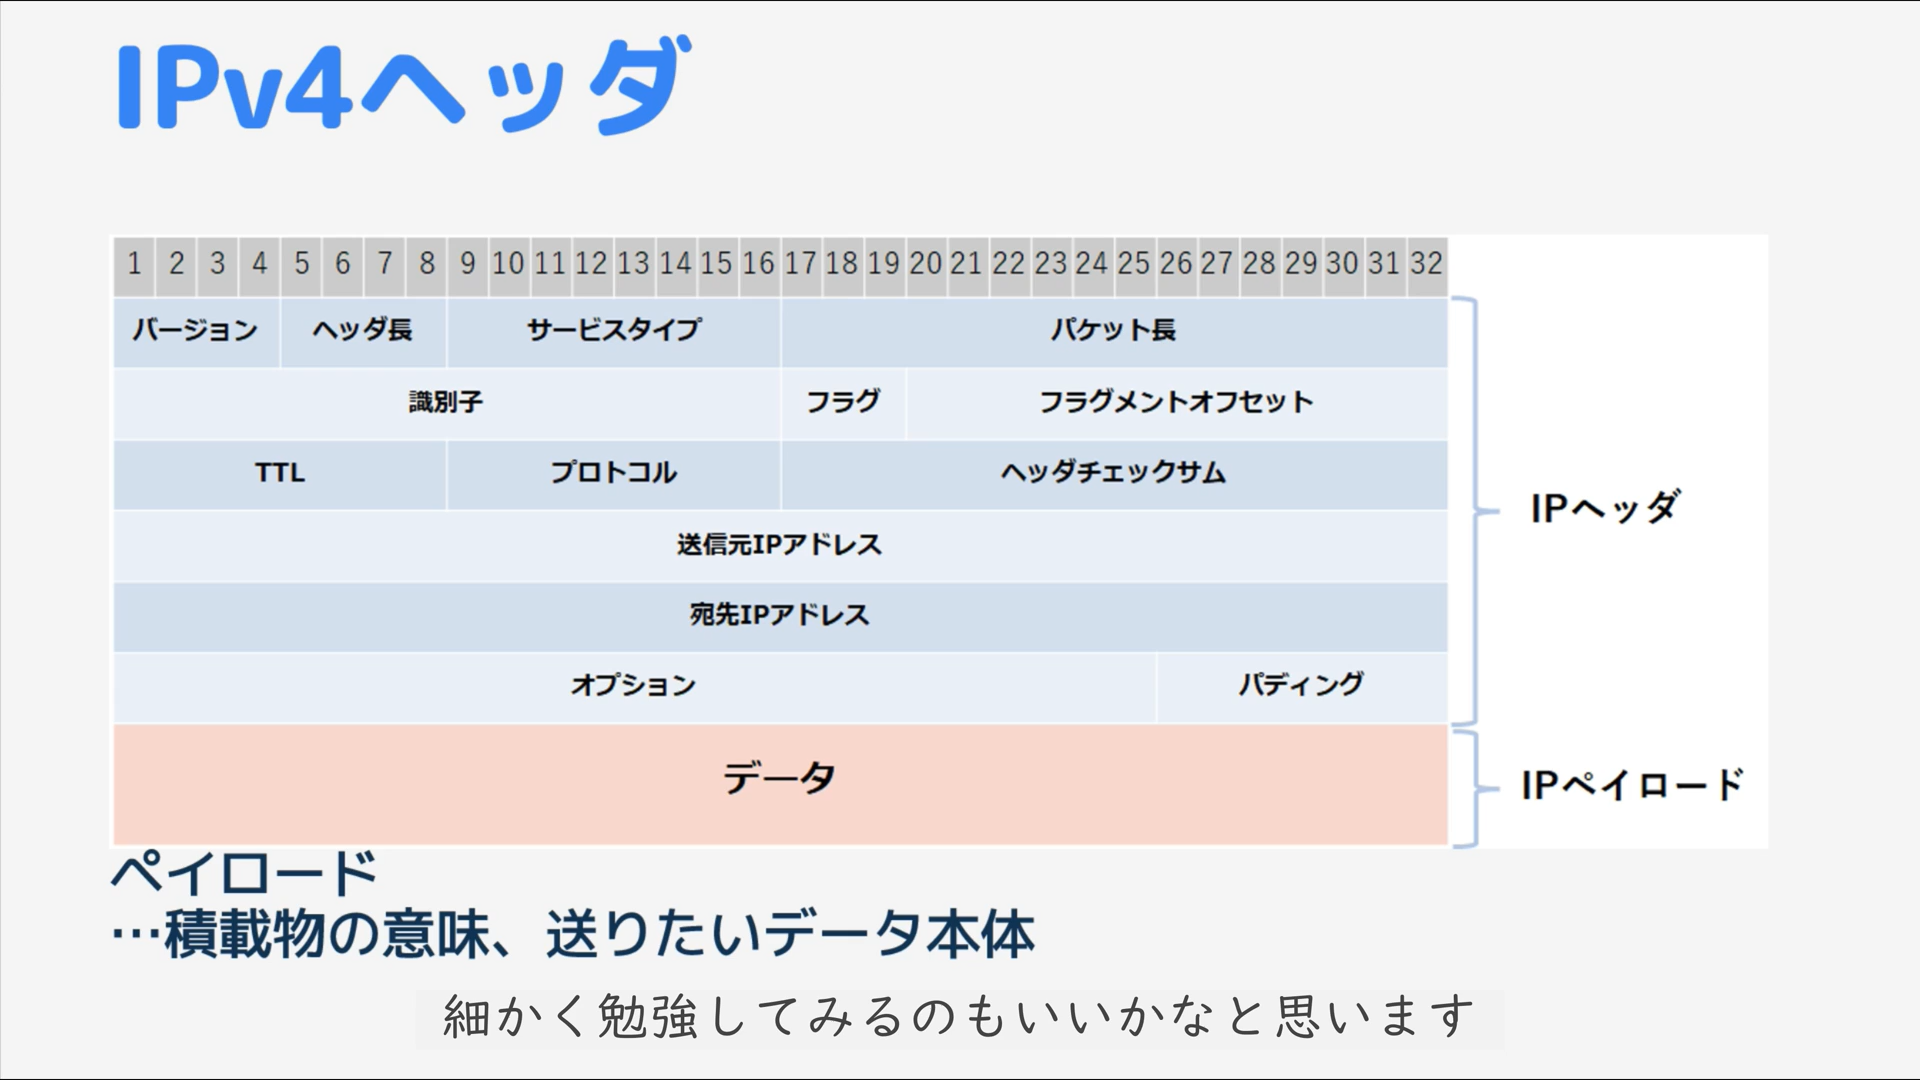 IPv4ヘッダ
1 2 3 4 5 6 7 8 9 10 11 12 13 14 15 16 17 18 19 20 21 22 23 24 25 26 27 28 29 30 31 32
バージョン ヘッダ長 サービスタイプ パケット長
識別子 フラグ フラグメントオフセット
TTL プロトコル ヘッダチェックサム
IPヘッダ
送信元IPアドレス
宛先IPアドレス
オプション パディング
データ
IPペイロード
ペイロード
…積載物の意味、送りたいデータ本体
細かく勉強してみるのもいいかなと思います